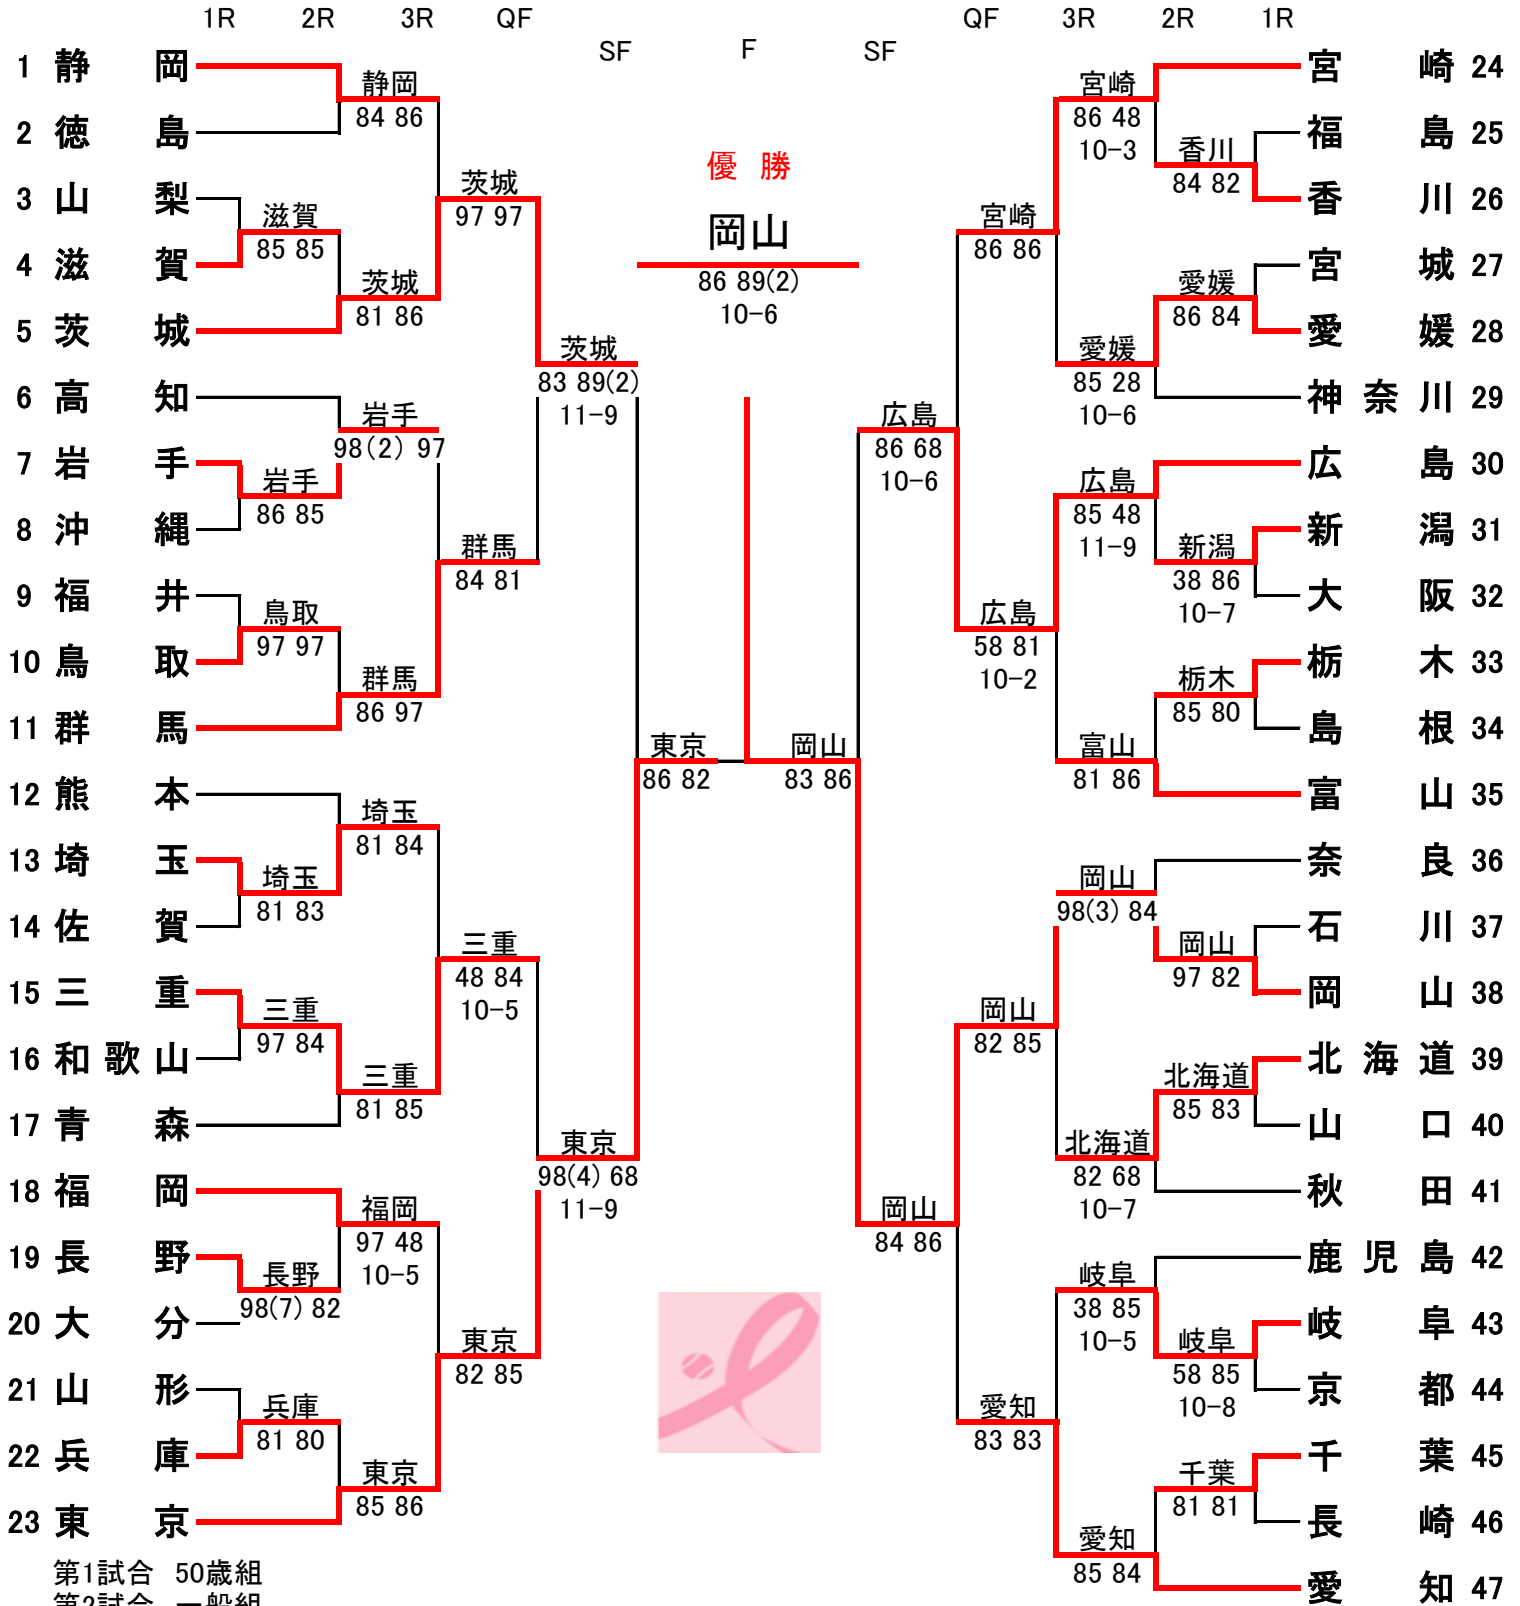 1R 2R 3R QF SF F SF QF 3R 2R 1R
1 静岡
2 徳島
3 山梨
4 滋賀
5 茨城
6 高知
7 岩手
8 沖縄
9 福井
10 鳥取
11 群馬
12 熊本
13 埼玉
14 佐賀
15 三重
16 和歌山
17 青森
18 福岡
19 長野
20 大分
21 山形
22 兵庫
23 東京
滋賀
85 85
岩手
86 85
鳥取
97 97
埼玉
81 83
三重
97 84
長野
98(7) 82
兵庫
81 80
静岡
84 86
茨城
81 86
岩手
98(2) 97
群馬
86 97
埼玉
81 84
三重
81 85
福岡
97 48
10-5
東京
85 86
茨城
97 97
群馬
84 81
三重
48 84
10-5
東京
82 85
茨城
83 89(2)
11-9
東京
98(4) 68
11-9
東京
86 82
優勝
岡山
86 89(2)
10-6
岡山
83 86
広島
86 68
10-6
岡山
84 86
宮崎
86 86
広島
58 81
10-2
岡山
82 85
愛知
83 83
宮崎
86 48
10-3
愛媛
85 28
10-6
広島
85 48
11-9
富山
81 86
岡山
98(3) 84
北海道
82 68
10-7
岐阜
38 85
10-5
愛知
85 84
香川
84 82
愛媛
86 84
新潟
38 86
10-7
栃木
85 80
岡山
97 82
北海道
85 83
岐阜
58 85
10-8
千葉
81 81
宮崎 24
福島 25
香川 26
宮城 27
愛媛 28
神奈川 29
広島 30
新潟 31
大阪 32
栃木 33
島根 34
富山 35
奈良 36
石川 37
岡山 38
北海道 39
山口 40
秋田 41
鹿児島 42
岐阜 43
京都 44
千葉 45
長崎 46
愛知 47
第1試合 50歳組
第2試合 一般組